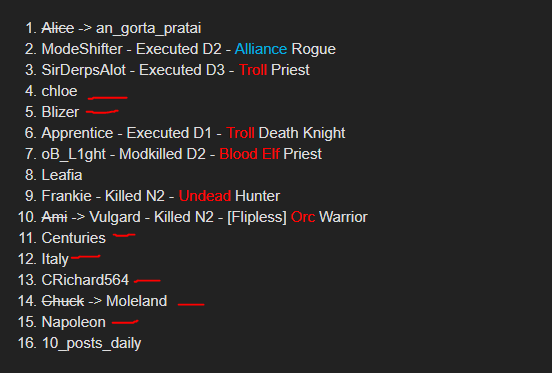 1. Alice -> an_gorta_pratai
2. ModeShifter - Executed D2 - Alliance Rogue
3. SirDerpsAlot - Executed D3 - Troll Priest
4. chloe
5. Blizer
6. Apprentice - Executed D1 - Troll Death Knight
7. oB_L1ght - Modkilled D2 - Blood Elf Priest
8. Leafia
9. Frankie - Killed N2 - Undead Hunter
10. Ami -> Vulgard - Killed N2 - [Flipless] Orc Warrior
11. Centuries
12. Italy
13. CRichard564
14. Chuck -> Moleland
15. Napoleon
16. 10_posts_daily